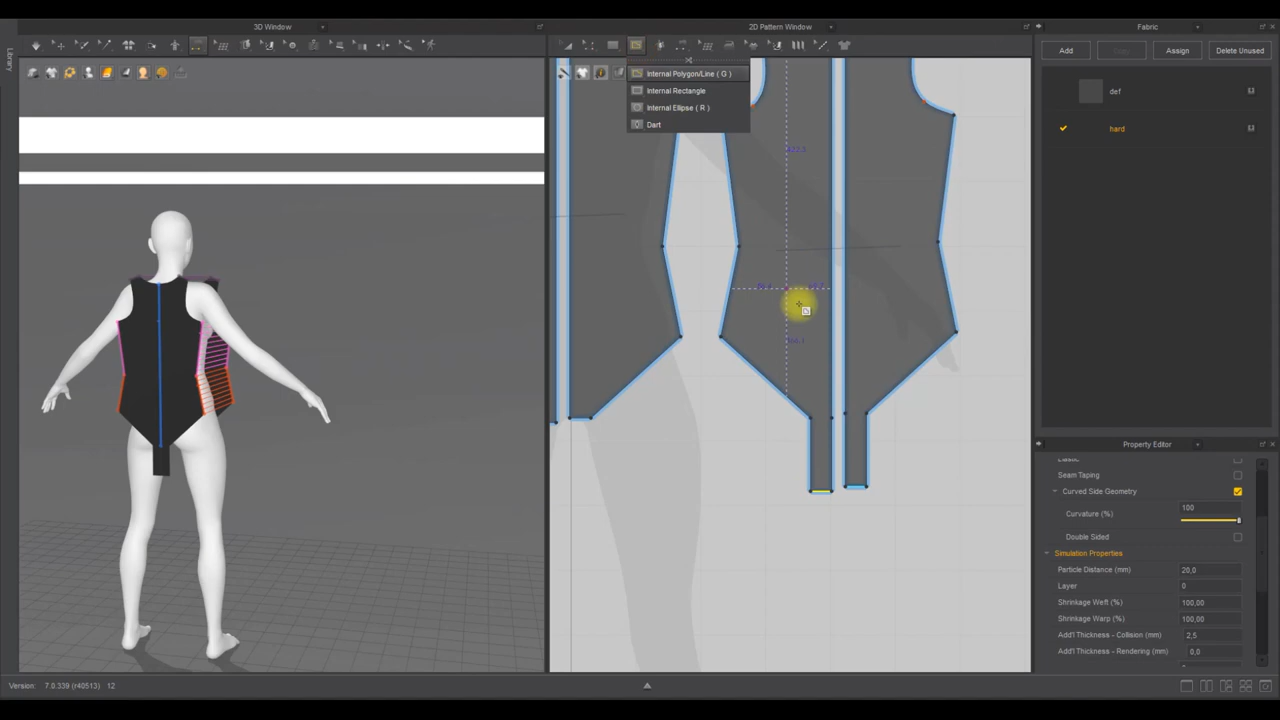 3D Window
2D Pattern Window
Fabric
Library
Add
Assign
Delete Unused
Internal Polygon/Line ( G )
Internal Rectangle
Internal Ellipse ( R )
Dart
def
hard
Property Editor
Seam Taping
Curved Side Geometry
Curvature (%)
100
Double Sided
Simulation Properties
Particle Distance (mm)
20,0
Layer
0
Shrinkage Weft (%)
100,00
Shrinkage Warp (%)
100,00
Add'l Thickness - Collision (mm)
2,5
Add'l Thickness - Rendering (mm)
0,0
Version: 7.0.339 (r40513) 12